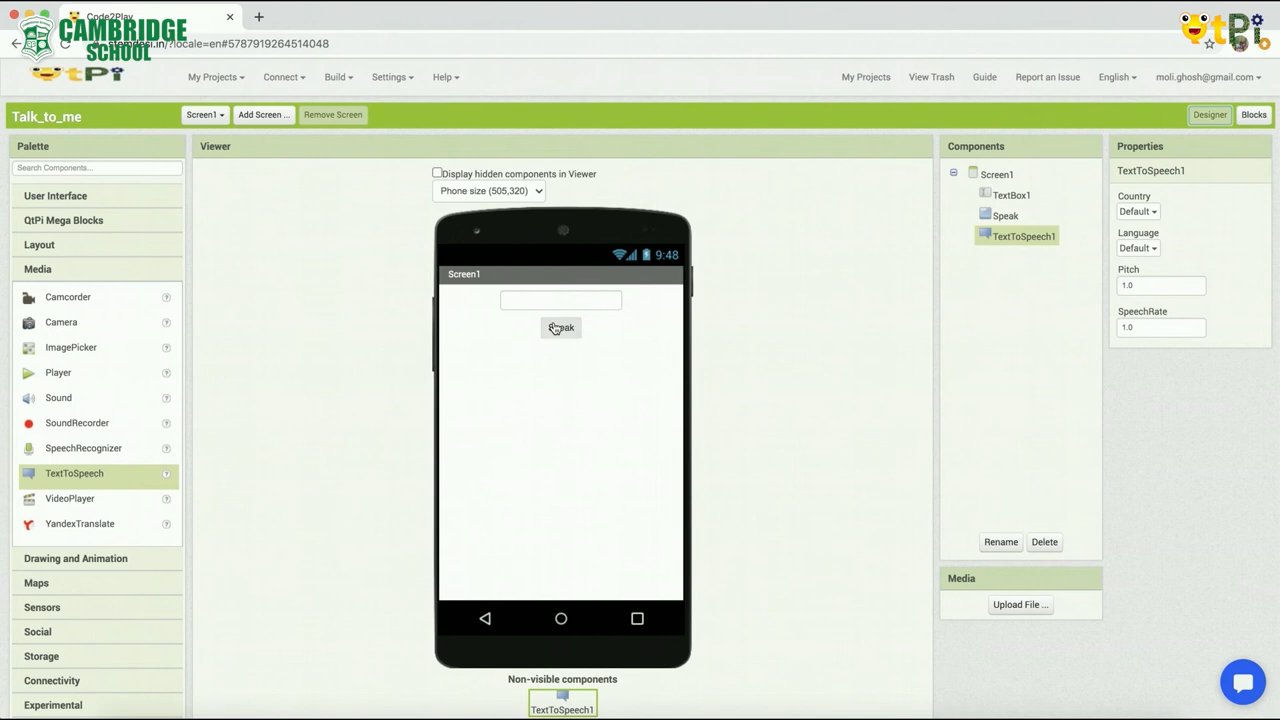 Code2Play
CAMBRIDGE
SCHOOL
QtPi
stemdesi.in/?locale=en#5787919264514048
QtPi
My Projects
Connect
Build
Settings
Help
My Projects
View Trash
Guide
Report an Issue
English
moli.ghosh@gmail.com
Talk_to_me
Screen1
Add Screen ...
Remove Screen
Designer
Blocks
Palette
Search Components...
User Interface
QtPi Mega Blocks
Layout
Media
Camcorder
Camera
ImagePicker
Player
Sound
SoundRecorder
SpeechRecognizer
TextToSpeech
VideoPlayer
YandexTranslate
Drawing and Animation
Maps
Sensors
Social
Storage
Connectivity
Experimental
Viewer
Display hidden components in Viewer
Phone size (505,320)
9:48
Screen1
Speak
Non-visible components
TextToSpeech1
Components
Screen1
TextBox1
Speak
TextToSpeech1
Rename
Delete
Media
Upload File ...
Properties
TextToSpeech1
Country
Default
Language
Default
Pitch
1.0
SpeechRate
1.0